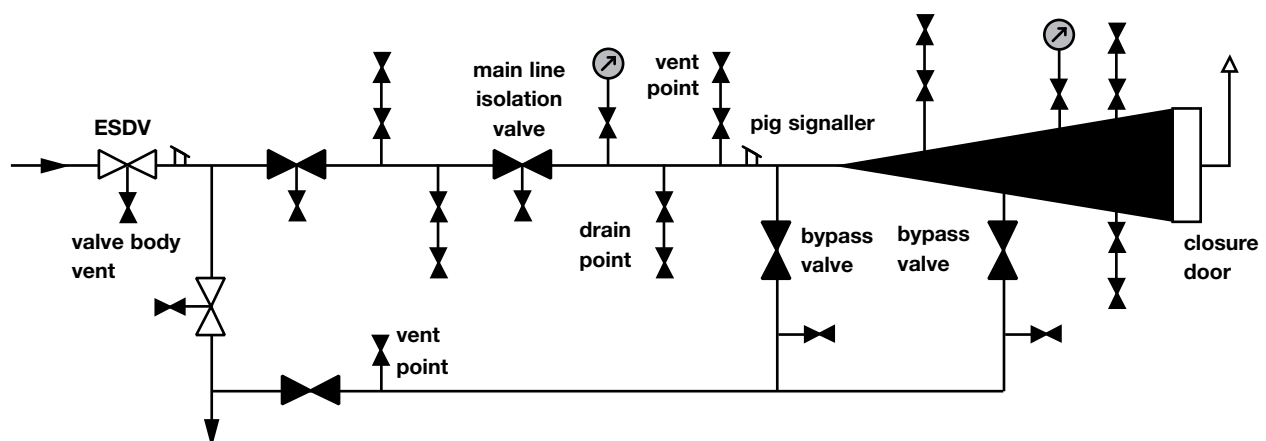 ESDV
valve body
vent
main line
isolation
valve
vent
point
pig signaller
drain
point
bypass
valve
bypass
valve
closure
door
vent
point